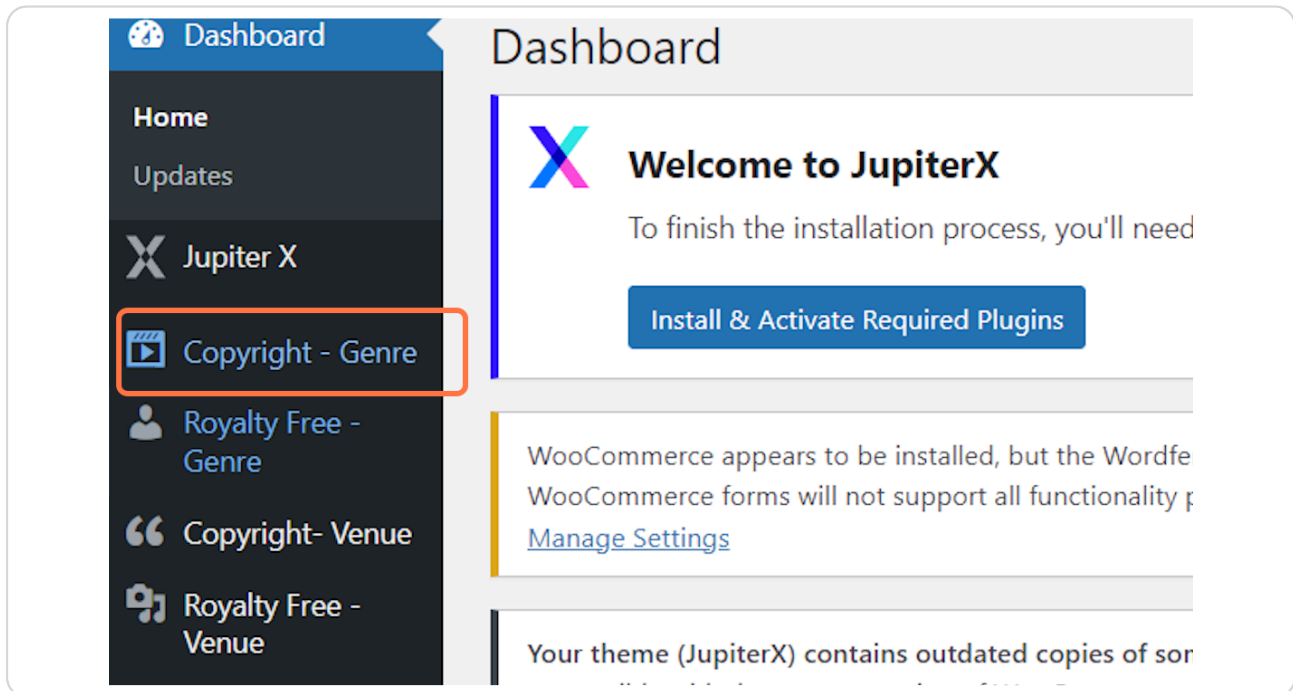 Dashboard
Home
Updates
Jupiter X
Copyright - Genre
Royalty Free -
Genre
Copyright- Venue
Royalty Free -
Venue
Dashboard
Welcome to JupiterX
To finish the installation process, you'll need
Install & Activate Required Plugins
WooCommerce appears to be installed, but the
WooCommerce forms will not support all functionality
Manage Settings
Your theme (JupiterX) contains outdated copies of